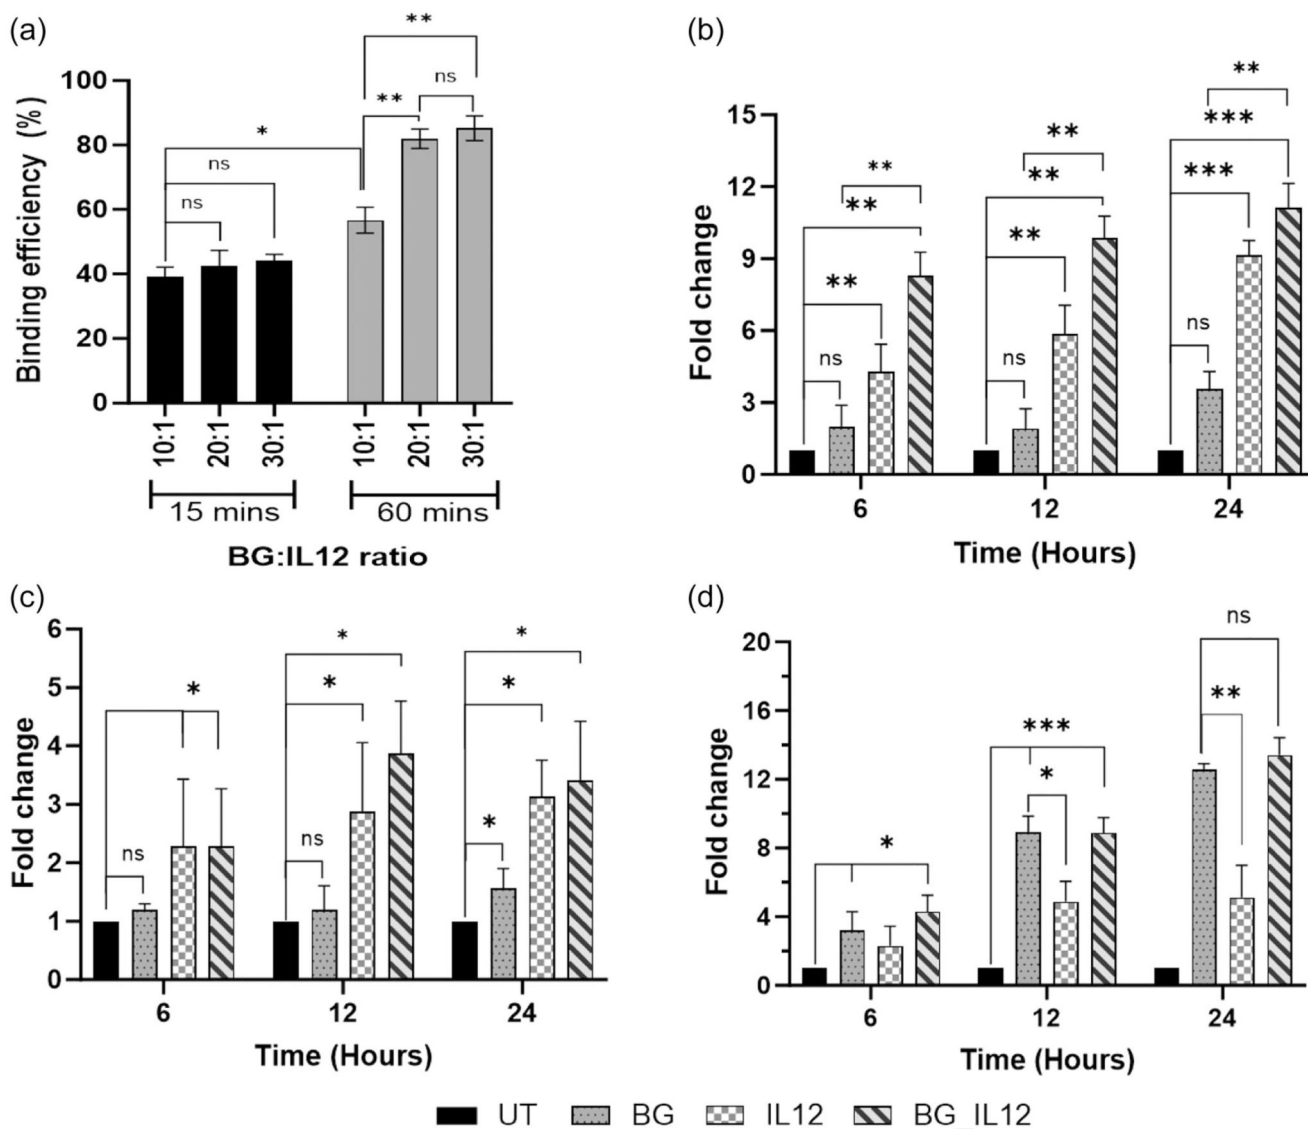 (a)
Binding efficiency (%)
100
80
60
40
20
0
ns
ns
*
**
**
ns
10:1
20:1
30:1
10:1
20:1
30:1
15 mins
60 mins
BG:IL12 ratio
(b)
Fold change
15
12
9
6
3
0
ns
**
**
**
ns
**
**
**
ns
***
***
**
6
12
24
Time (Hours)
(c)
Fold change
6
5
4
3
2
1
0
ns
*
ns
*
*
*
*
*
6
12
24
Time (Hours)
(d)
Fold change
20
16
12
8
4
0
*
***
*
ns
**
6
12
24
Time (Hours)
UT
BG
IL12
BG_IL12